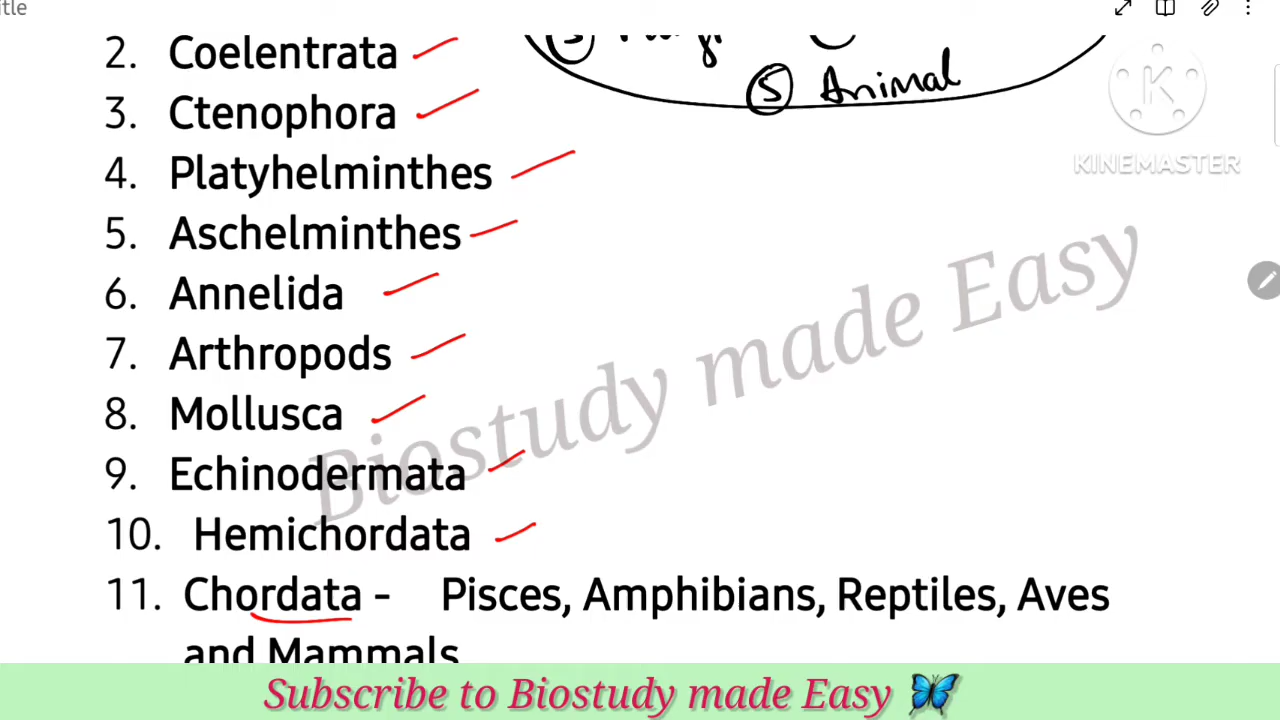 itle
2. Coelentrata
5 Animal
3. Ctenophora
KINEMASTER
4. Platyhelminthes
5. Aschelminthes
6. Annelida
7. Arthropods
8. Mollusca
9. Echinodermata
10. Hemichordata
11. Chordata - Pisces, Amphibians, Reptiles, Aves
and Mammals
Biostudy made Easy
Subscribe to Biostudy made Easy 🦋